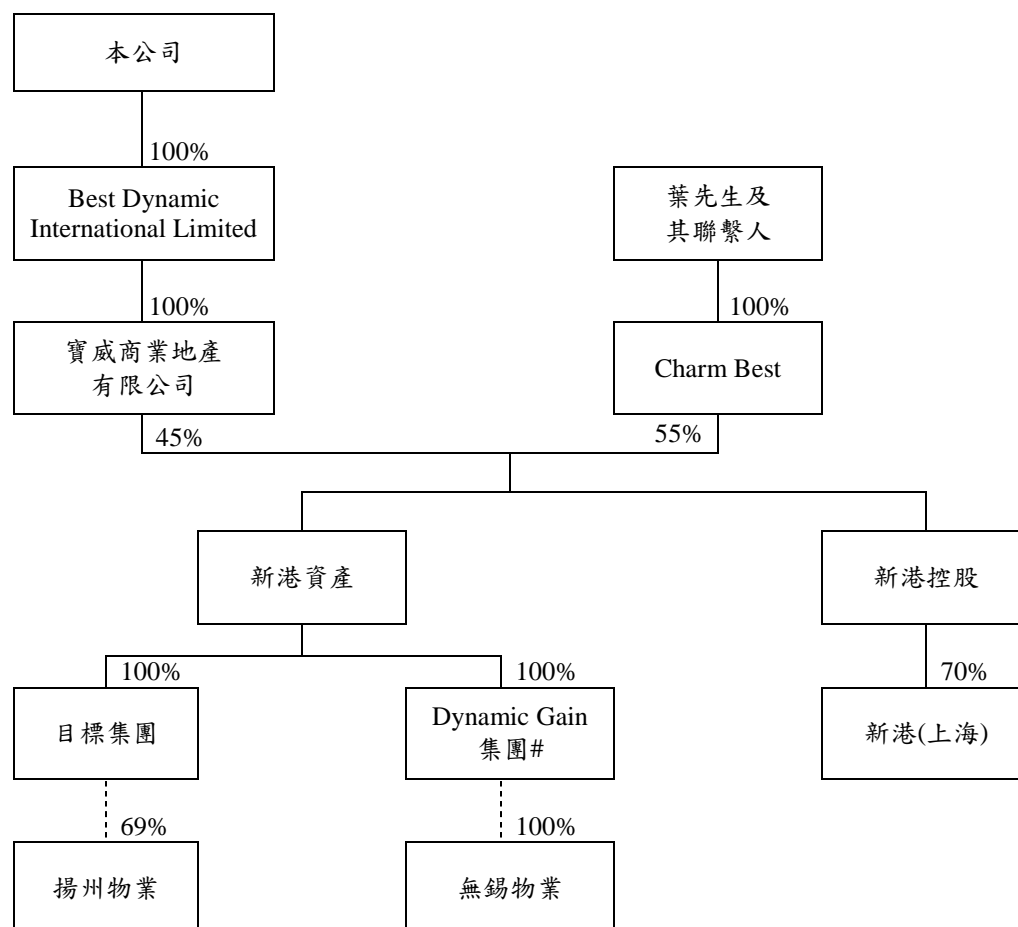 本公司
100%
Best Dynamic
International Limited
葉先生及
其聯繫人
100%
100%
寶威商業地產
有限公司
Charm Best
45%
55%
新港資產
新港控股
100%
100%
70%
目標集團
Dynamic Gain
集團#
新港(上海)
69%
100%
揚州物業
無錫物業